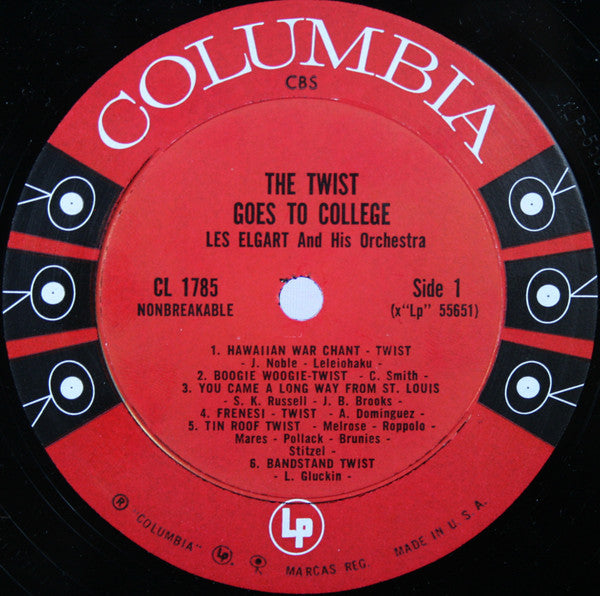 COLUMBIA
CBS
THE TWIST
GOES TO COLLEGE
LES ELGART And His Orchestra
CL 1785
NONBREAKABLE
Side 1
(x"Lp" 55651)
1. HAWAIIAN WAR CHANT - TWIST
- J. Noble - Leleiohaku -
2. BOOGIE WOOGIE-TWIST - C. Smith -
3. YOU CAME A LONG WAY FROM ST. LOUIS
- S. K. Russell - J. B. Brooks -
4. FRENESI - TWIST - A. Dominguez -
5. TIN ROOF TWIST - Melrose - Roppolo -
Mares - Pollack - Brunies -
Stitzel -
6. BANDSTAND TWIST
- L. Gluckin -
Lp
® "COLUMBIA" Lp ® MARCAS REG. MADE IN U. S. A.